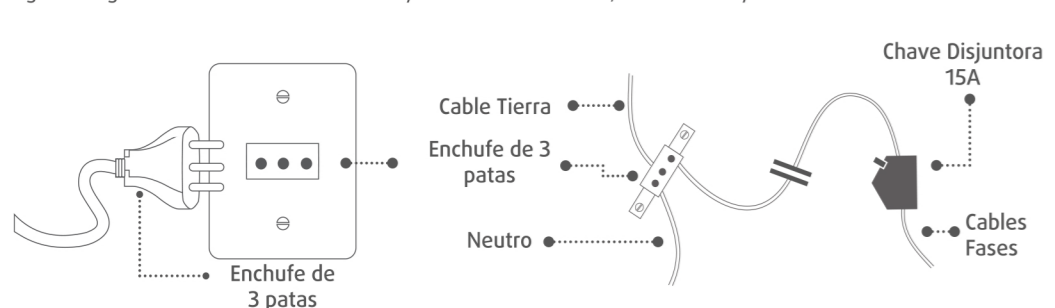 Enchufe de
3 patas
Cable Tierra
Enchufe de 3
patas
Neutro
Chave Disjuntora
15A
Cables
Fases